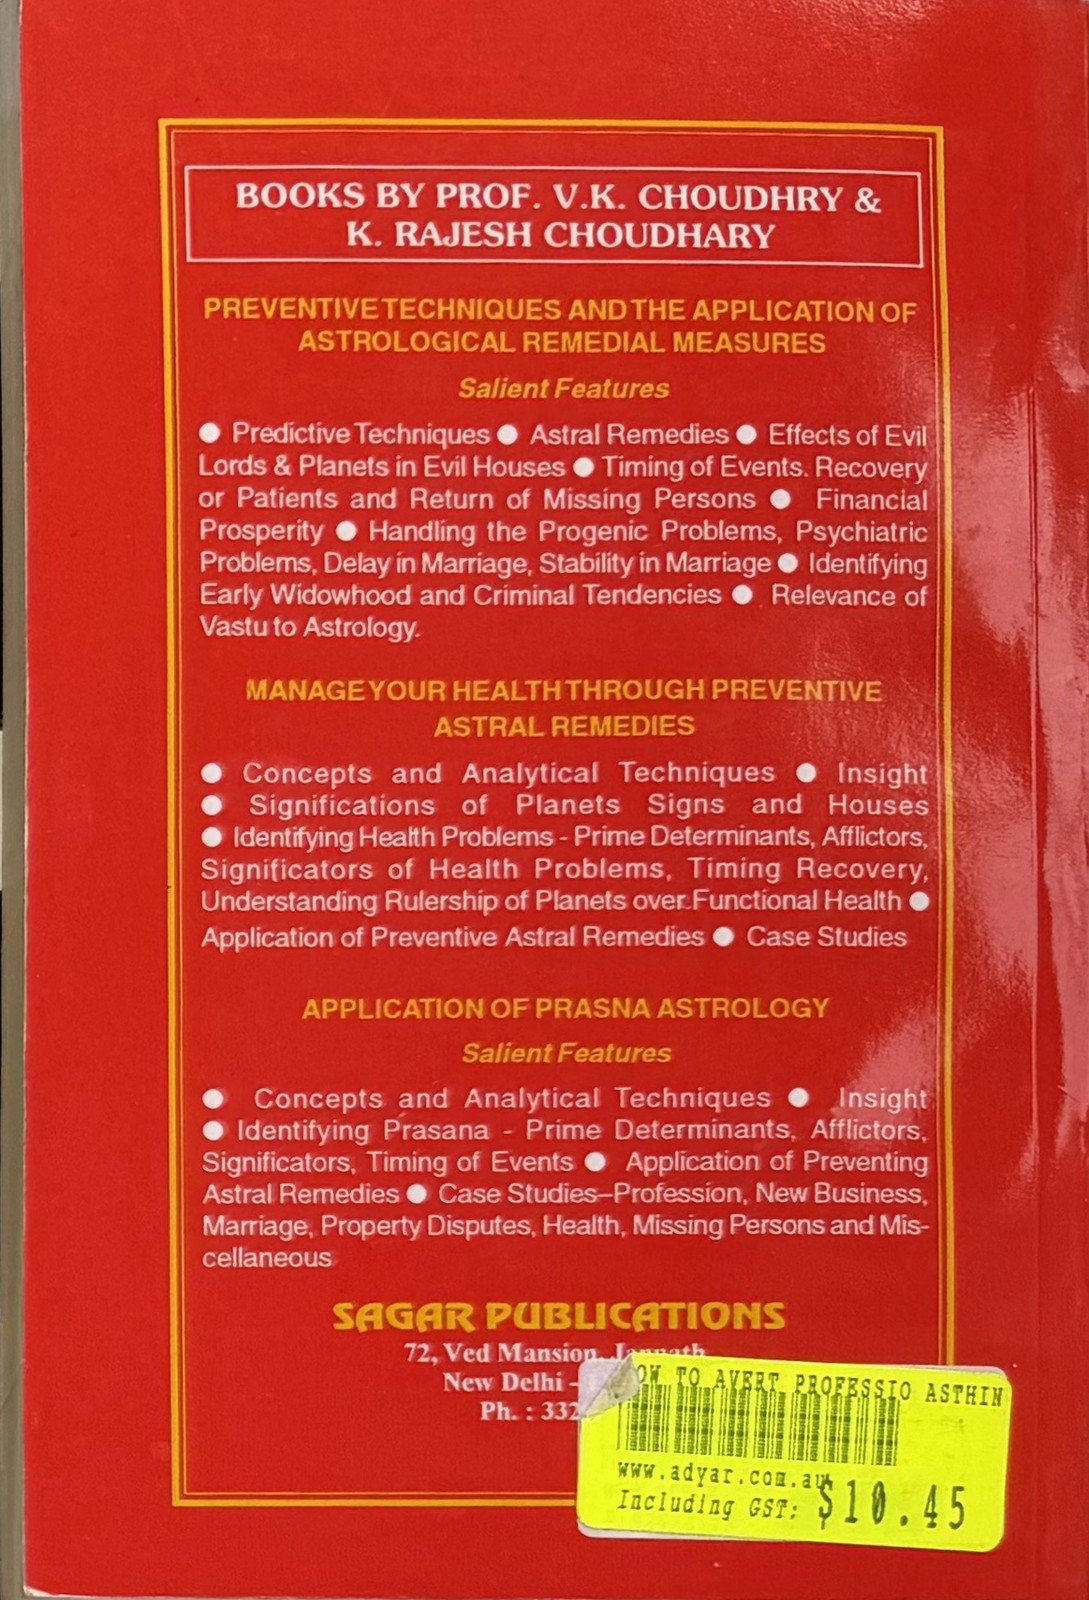 BOOKS BY PROF. V.K. CHOUDHRY &
K. RAJESH CHOUDHARY
PREVENTIVE TECHNIQUES AND THE APPLICATION OF
ASTROLOGICAL REMEDIAL MEASURES
Salient Features
● Predictive Techniques ● Astral Remedies ● Effects of Evil
Lords & Planets in Evil Houses ● Timing of Events. Recovery
or Patients and Return of Missing Persons ● Financial
Prosperity ● Handling the Progenic Problems, Psychiatric
Problems, Delay in Marriage, Stability in Marriage ● Identifying
Early Widowhood and Criminal Tendencies ● Relevance of
Vastu to Astrology.
MANAGE YOUR HEALTH THROUGH PREVENTIVE
ASTRAL REMEDIES
● Concepts and Analytical Techniques ● Insight
● Significations of Planets Signs and Houses
● Identifying Health Problems - Prime Determinants, Afflictors,
Significators of Health Problems, Timing Recovery,
Understanding Rulership of Planets over Functional Health ●
Application of Preventive Astral Remedies ● Case Studies
APPLICATION OF PRASNA ASTROLOGY
Salient Features
● Concepts and Analytical Techniques ● Insight
● Identifying Prasana - Prime Determinants, Afflictors,
Significators, Timing of Events ● Application of Preventing
Astral Remedies ● Case Studies–Profession, New Business,
Marriage, Property Disputes, Health, Missing Persons and Mis-
cellaneous
SAGAR PUBLICATIONS
72, Ved Mansion,
New Delhi -
Ph. : 332
OW TO AVERT PROFESSIO ASTHIN
www.adyar.com.au
Including GST: $10.45